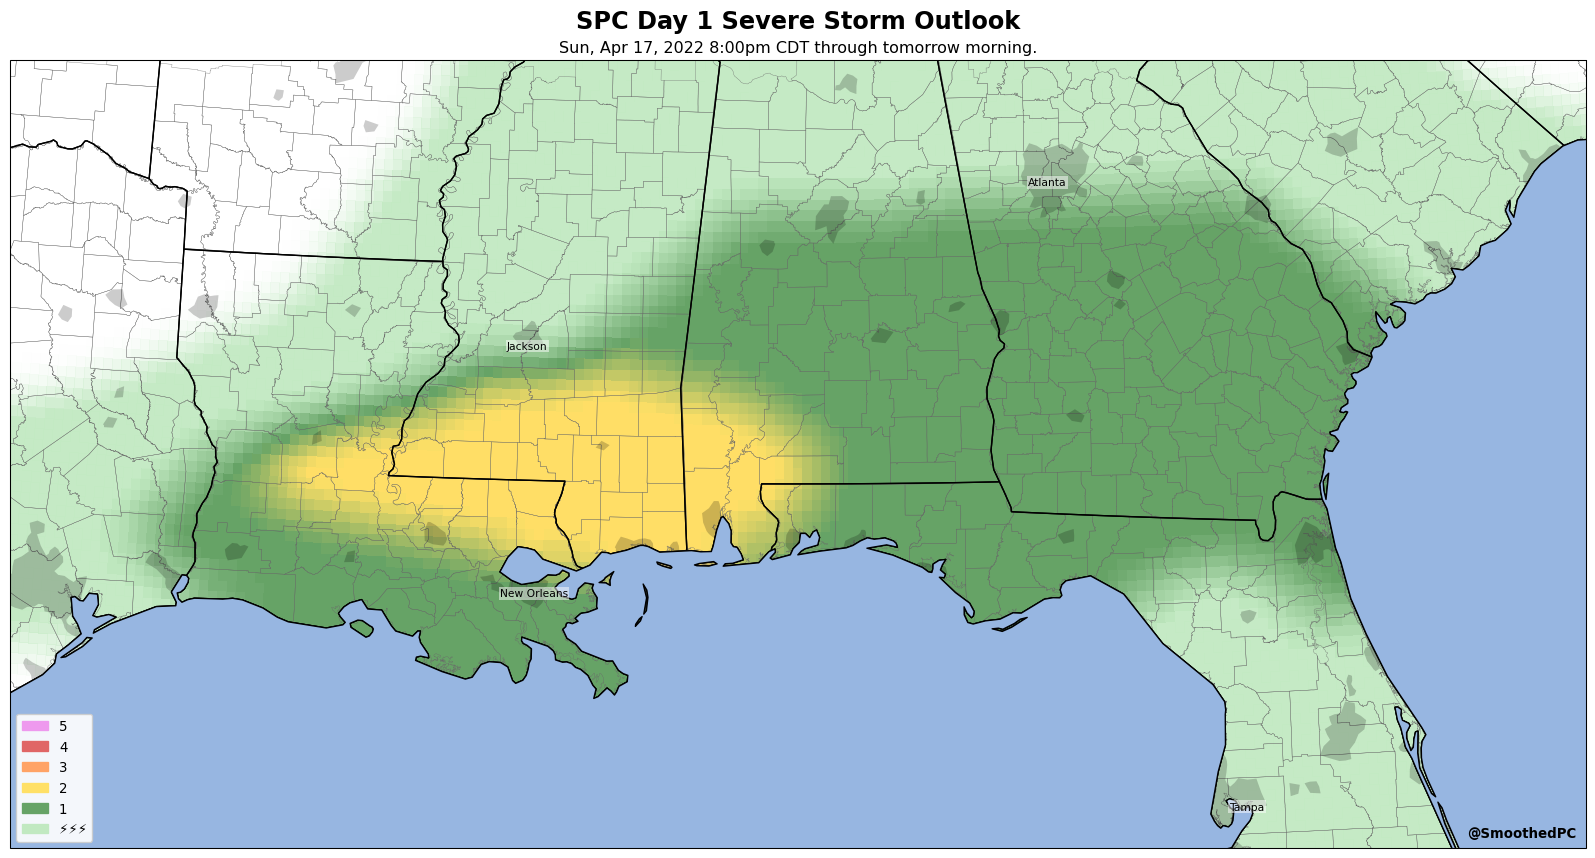 SPC Day 1 Severe Storm Outlook
Sun, Apr 17, 2022 8:00pm CDT through tomorrow morning.
Atlanta
Jackson
New Orleans
Tampa
5
4
3
2
1
⚡⚡⚡
@SmoothedPC